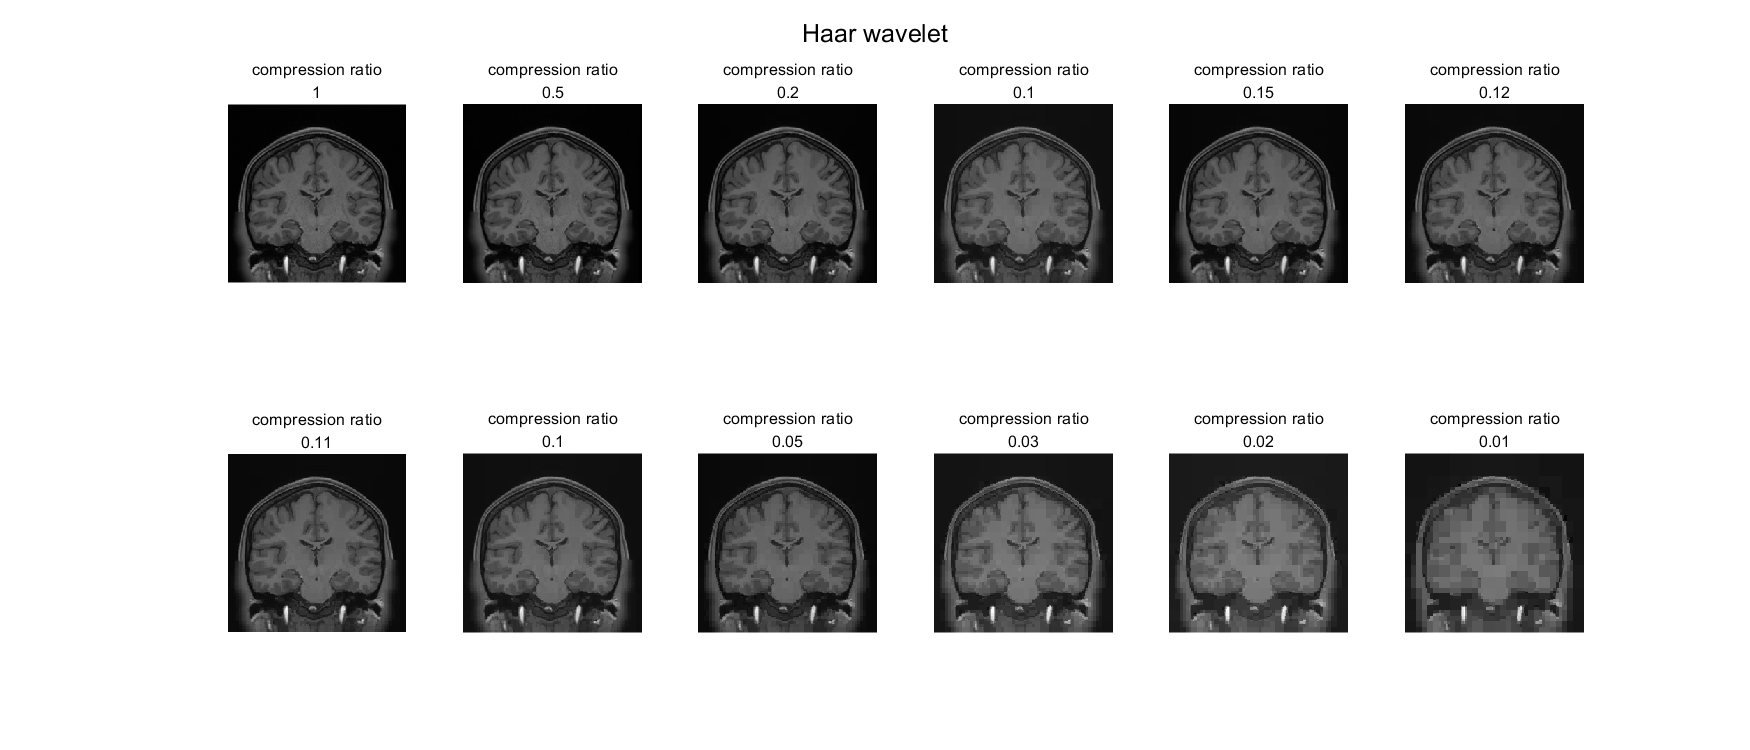 Haar wavelet
compression ratio
1
compression ratio
0.5
compression ratio
0.2
compression ratio
0.1
compression ratio
0.15
compression ratio
0.12
compression ratio
0.11
compression ratio
0.1
compression ratio
0.05
compression ratio
0.03
compression ratio
0.02
compression ratio
0.01